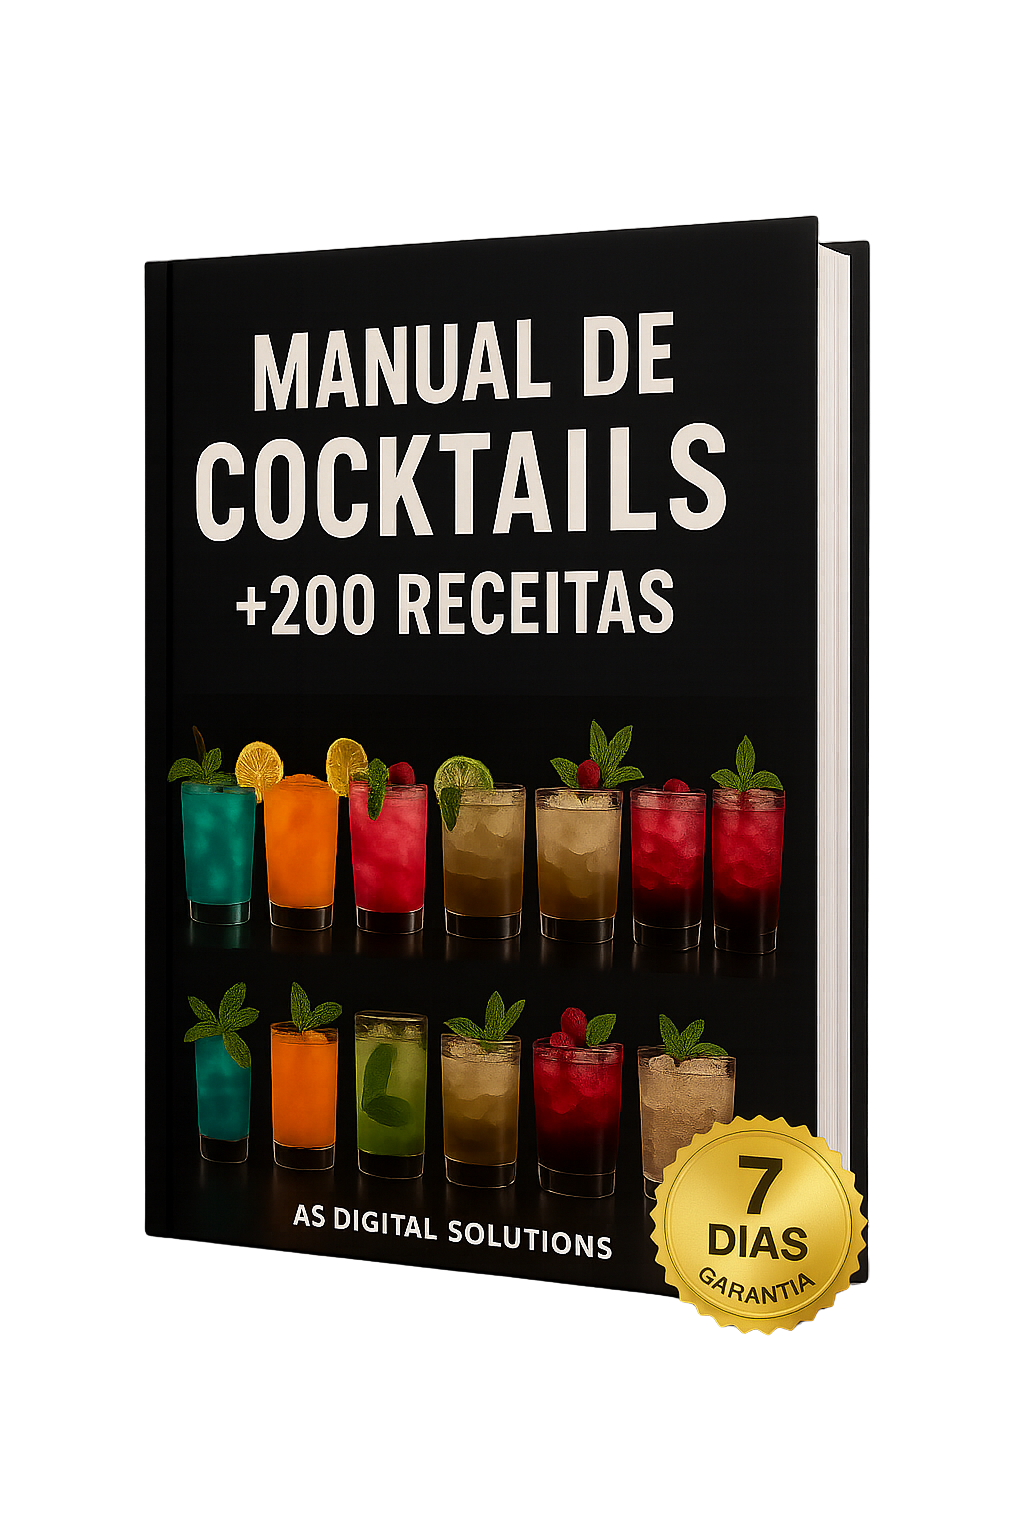 MANUAL DE
COCKTAILS
+200 RECEITAS
AS DIGITAL SOLUTIONS
7
DIAS
GARANTIA